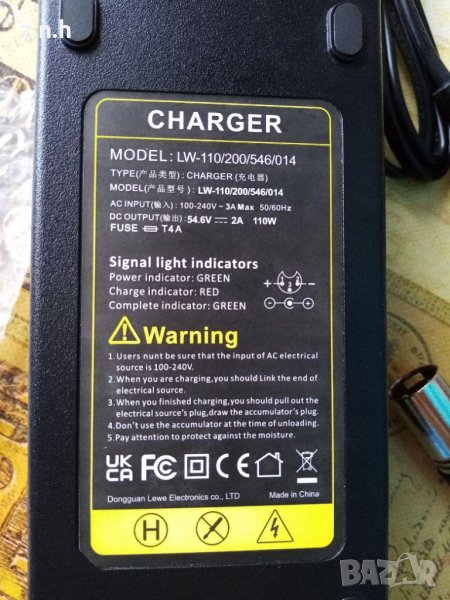 z.n.h
CHARGER
MODEL: LW-110/200/546/014
TYPE(产品类型): CHARGER (充电器)
MODEL(产品型号): LW-110/200/546/014
AC INPUT(输入): 100-240V ~ 3A Max 50/60Hz
DC OUTPUT(输出): 54.6V ⎓ 2A 110W
FUSE T4A
Signal light indicators
Power indicator: GREEN
Charge indicator: RED
Complete indicator: GREEN
1 2
3
- +
Warning
1.Users nunt be sure that the input of AC electrical
source is 100-240V.
2.When you are charging,you should Link the end of
electrical source.
3.When you finished charging,you should pull out the
electrical source's plug,draw the accumulator's plug.
4.Don't use the accumulator at the time of unloading.
5.Pay attention to protect against the moisture.
UK
CA FC CE
Dongguan Lewe Electronics co., LTD Made in China
H
BAZAR